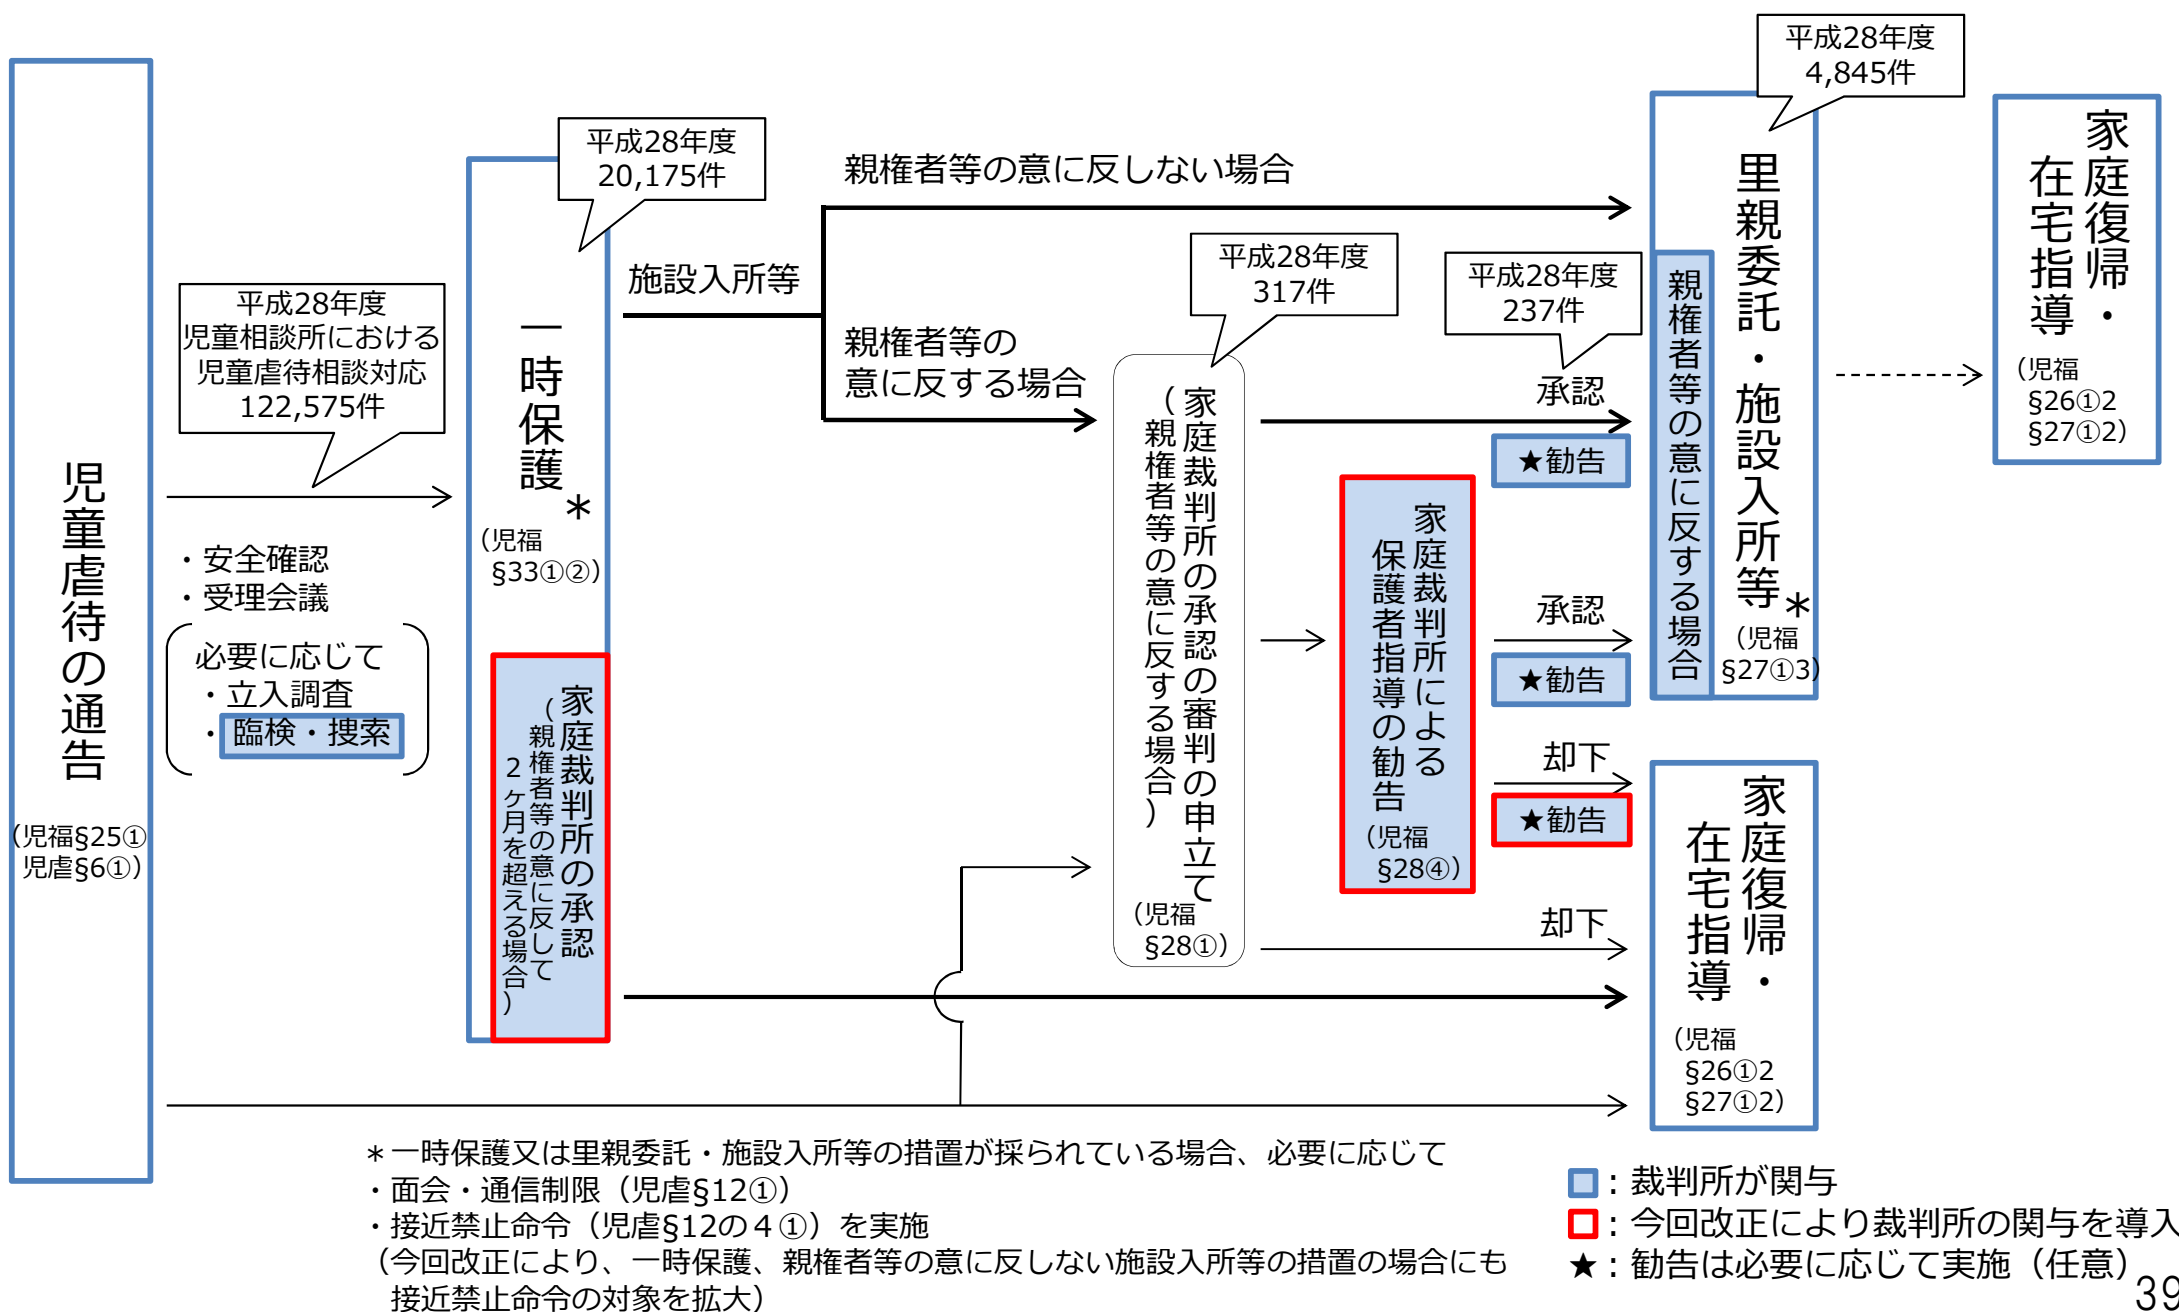 児童虐待の通告
（児福§25①
児虐§6①）
平成28年度
児童相談所における
児童虐待相談対応
122,575件
・安全確認
・受理会議
必要に応じて
・立入調査
・臨検・捜索
平成28年度
20,175件
一時保護＊
（児福
§33①②）
家庭裁判所の承認
（親権者等の意に反して
２ヶ月を超える場合）
施設入所等
親権者等の意に反しない場合
親権者等の
意に反する場合
平成28年度
317件
家庭裁判所の承認の審判の申立て
（親権者等の意に反する場合）
（児福
§28①）
家庭裁判所による
保護者指導の勧告
（児福
§28④）
平成28年度
237件
承認
★勧告
承認
★勧告
却下
★勧告
却下
平成28年度
4,845件
里親委託・施設入所等＊
（児福
§27①3）
親権者等の意に反する場合
家庭復帰・
在宅指導
（児福
§26①2
§27①2）
家庭復帰・
在宅指導
（児福
§26①2
§27①2）
＊一時保護又は里親委託・施設入所等の措置が採られている場合、必要に応じて
・面会・通信制限（児虐§12①）
・接近禁止命令（児虐§12の４①）を実施
（今回改正により、一時保護、親権者等の意に反しない施設入所等の措置の場合にも
接近禁止命令の対象を拡大）
：裁判所が関与
：今回改正により裁判所の関与を導入
★：勧告は必要に応じて実施（任意）
39